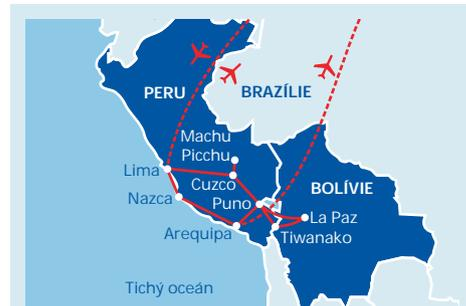 PERU
BRAZÍLIE
Machu
Picchu
Lima
Cuzco
BOLÍVIE
Nazca
Puno
La Paz
Arequipa
Tiwanako
Tichý oceán